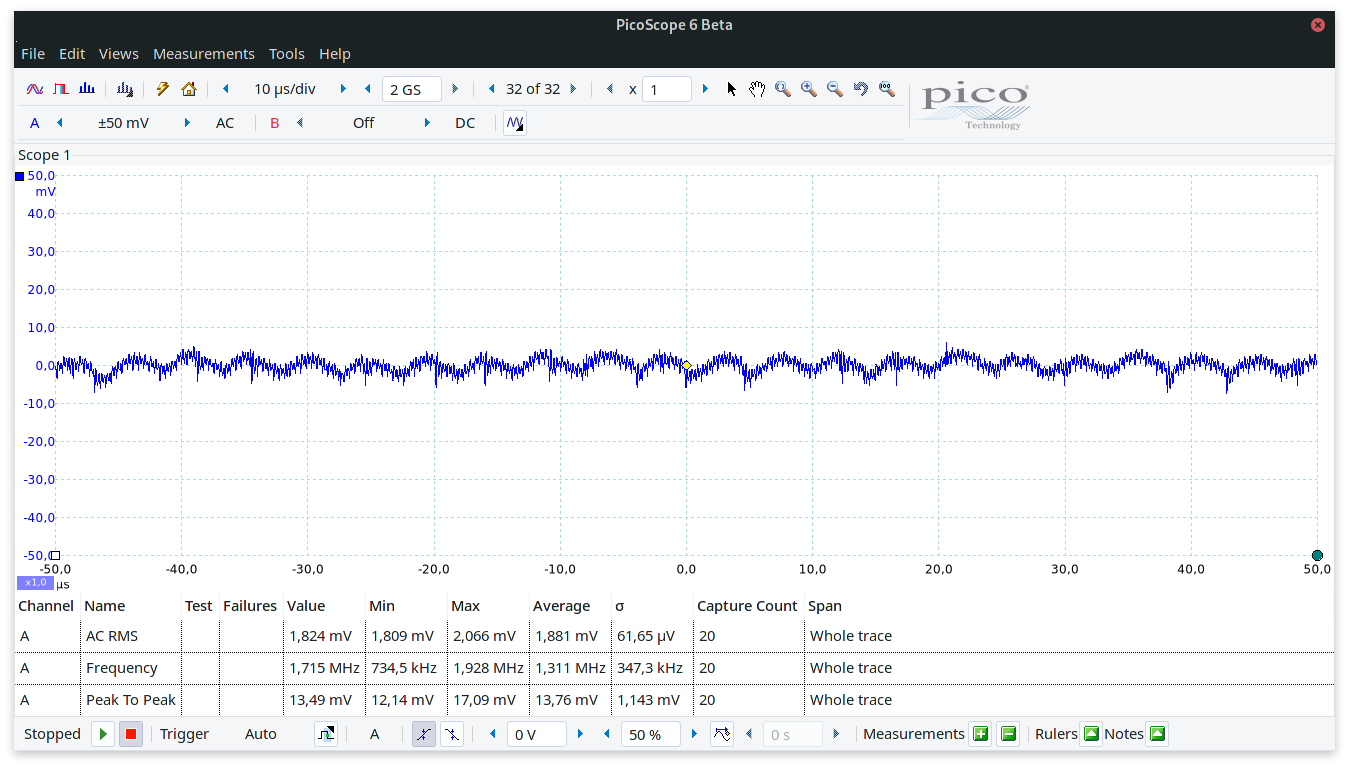 PicoScope 6 Beta
File Edit Views Measurements Tools Help
10 µs/div 2 GS 32 of 32 x 1
pico
Technology
A ±50 mV AC B Off DC
Scope 1
50,0
mV
40,0
30,0
20,0
10,0
0,0
-10,0
-20,0
-30,0
-40,0
-50,0
-50,0 -40,0 -30,0 -20,0 -10,0 0,0 10,0 20,0 30,0 40,0 50,0
x1,0 µs
Channel Name Test Failures Value Min Max Average σ Capture Count Span
A AC RMS 1,824 mV 1,809 mV 2,066 mV 1,881 mV 61,65 µV 20 Whole trace
A Frequency 1,715 MHz 734,5 kHz 1,928 MHz 1,311 MHz 347,3 kHz 20 Whole trace
A Peak To Peak 13,49 mV 12,14 mV 17,09 mV 13,76 mV 1,143 mV 20 Whole trace
Stopped Trigger Auto A 0 V 50 % 0 s Measurements Rulers Notes